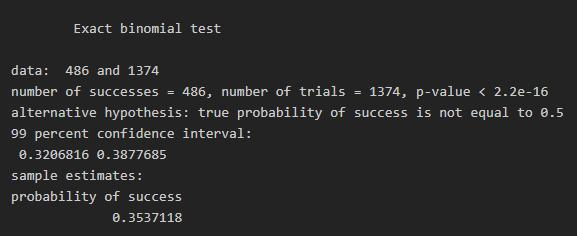 Exact binomial test
data:  486 and 1374
number of successes = 486, number of trials = 1374, p-value < 2.2e-16
alternative hypothesis: true probability of success is not equal to 0.5
99 percent confidence interval:
0.3206816 0.3877685
sample estimates:
probability of success
0.3537118